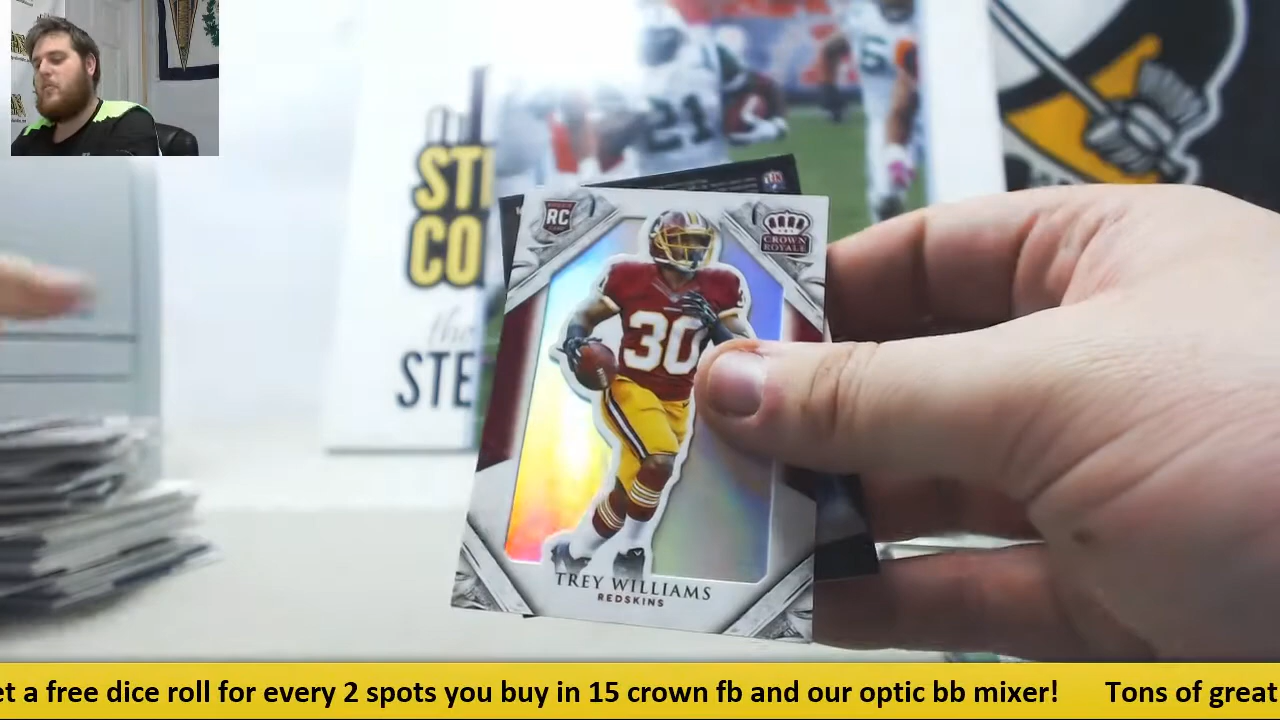 STE
CO
the
STE
21
RC
CROWN
ROYALE
30
TREY WILLIAMS
REDSKINS
et a free dice roll for every 2 spots you buy in 15 crown fb and our optic bb mixer! Tons of great